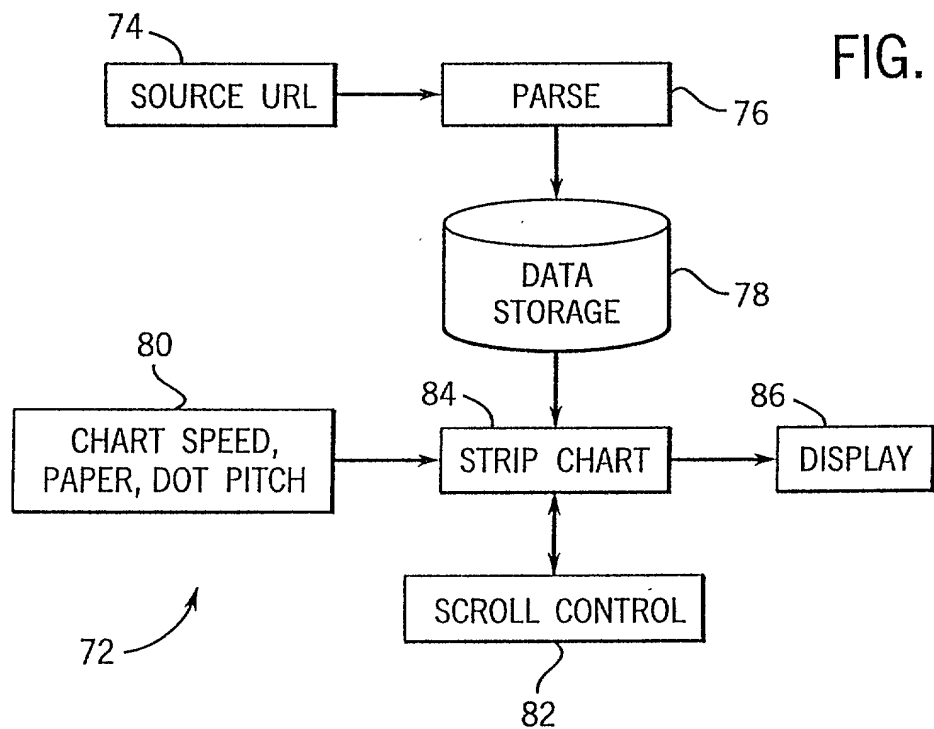 74
FIG.
SOURCE URL
PARSE
76
DATA
STORAGE
78
80
84
86
CHART SPEED,
PAPER, DOT PITCH
STRIP CHART
DISPLAY
72
SCROLL CONTROL
82